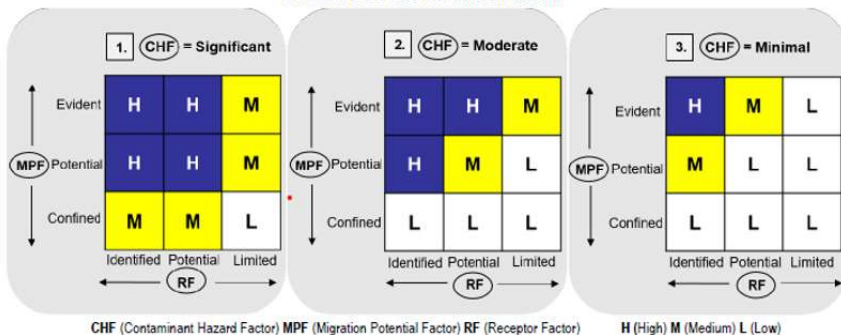 1. CHF = Significant
Evident H H M
MPF Potential H H M
Confined M M L
Identified Potential Limited
RF
2. CHF = Moderate
Evident H H M
MPF Potential H M L
Confined L L L
Identified Potential Limited
RF
3. CHF = Minimal
Evident H M L
MPF Potential M L L
Confined L L L
Identified Potential Limited
RF
CHF (Contaminant Hazard Factor) MPF (Migration Potential Factor) RF (Receptor Factor) H (High) M (Medium) L (Low)